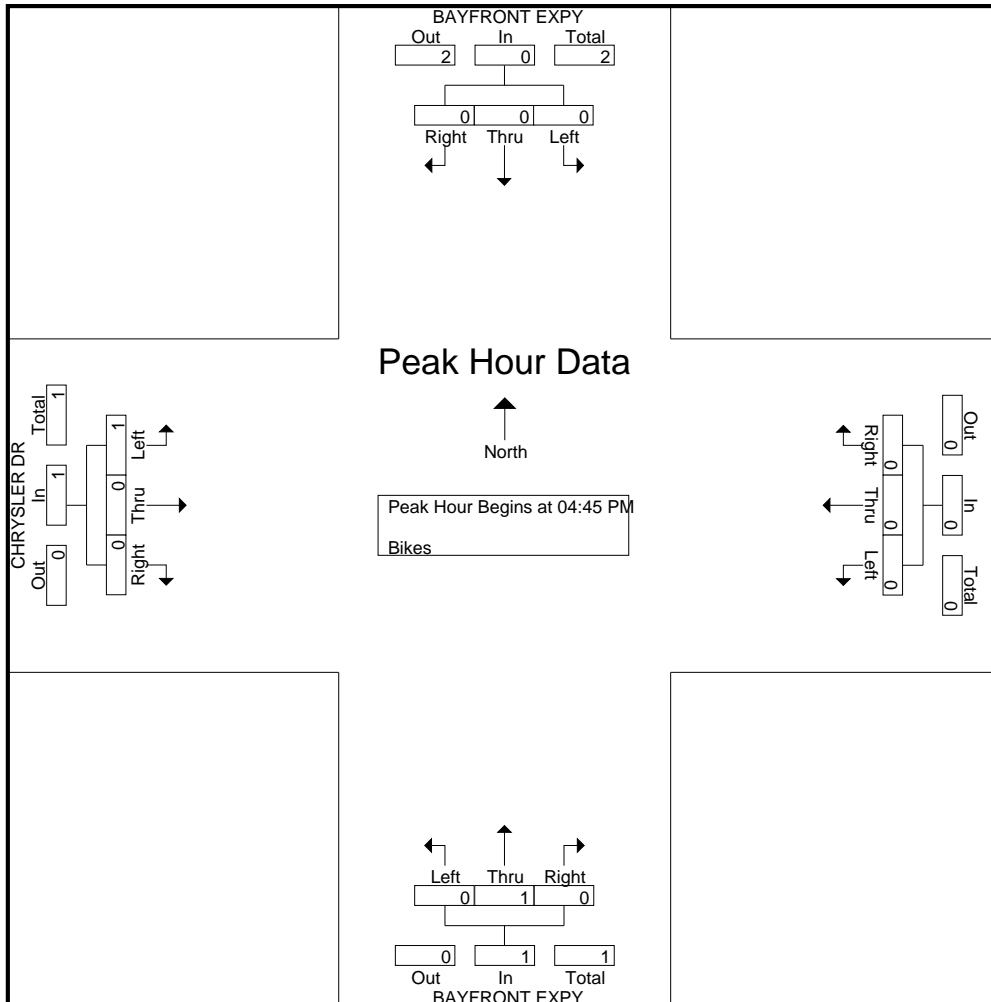 BAYFRONT EXPY
Out In Total
2 0 2
0 0 0
Right Thru Left
Peak Hour Data
North
Peak Hour Begins at 04:45 PM
Bikes
CHRYSLER DR
Total In Out
1 1 0
1 0 0
Left Thru Right
Right Thru Left
0 0 0
Out In Total
0 0 0
Left Thru Right
0 1 0
0 1 1
Out In Total
BAYFRONT EXPY